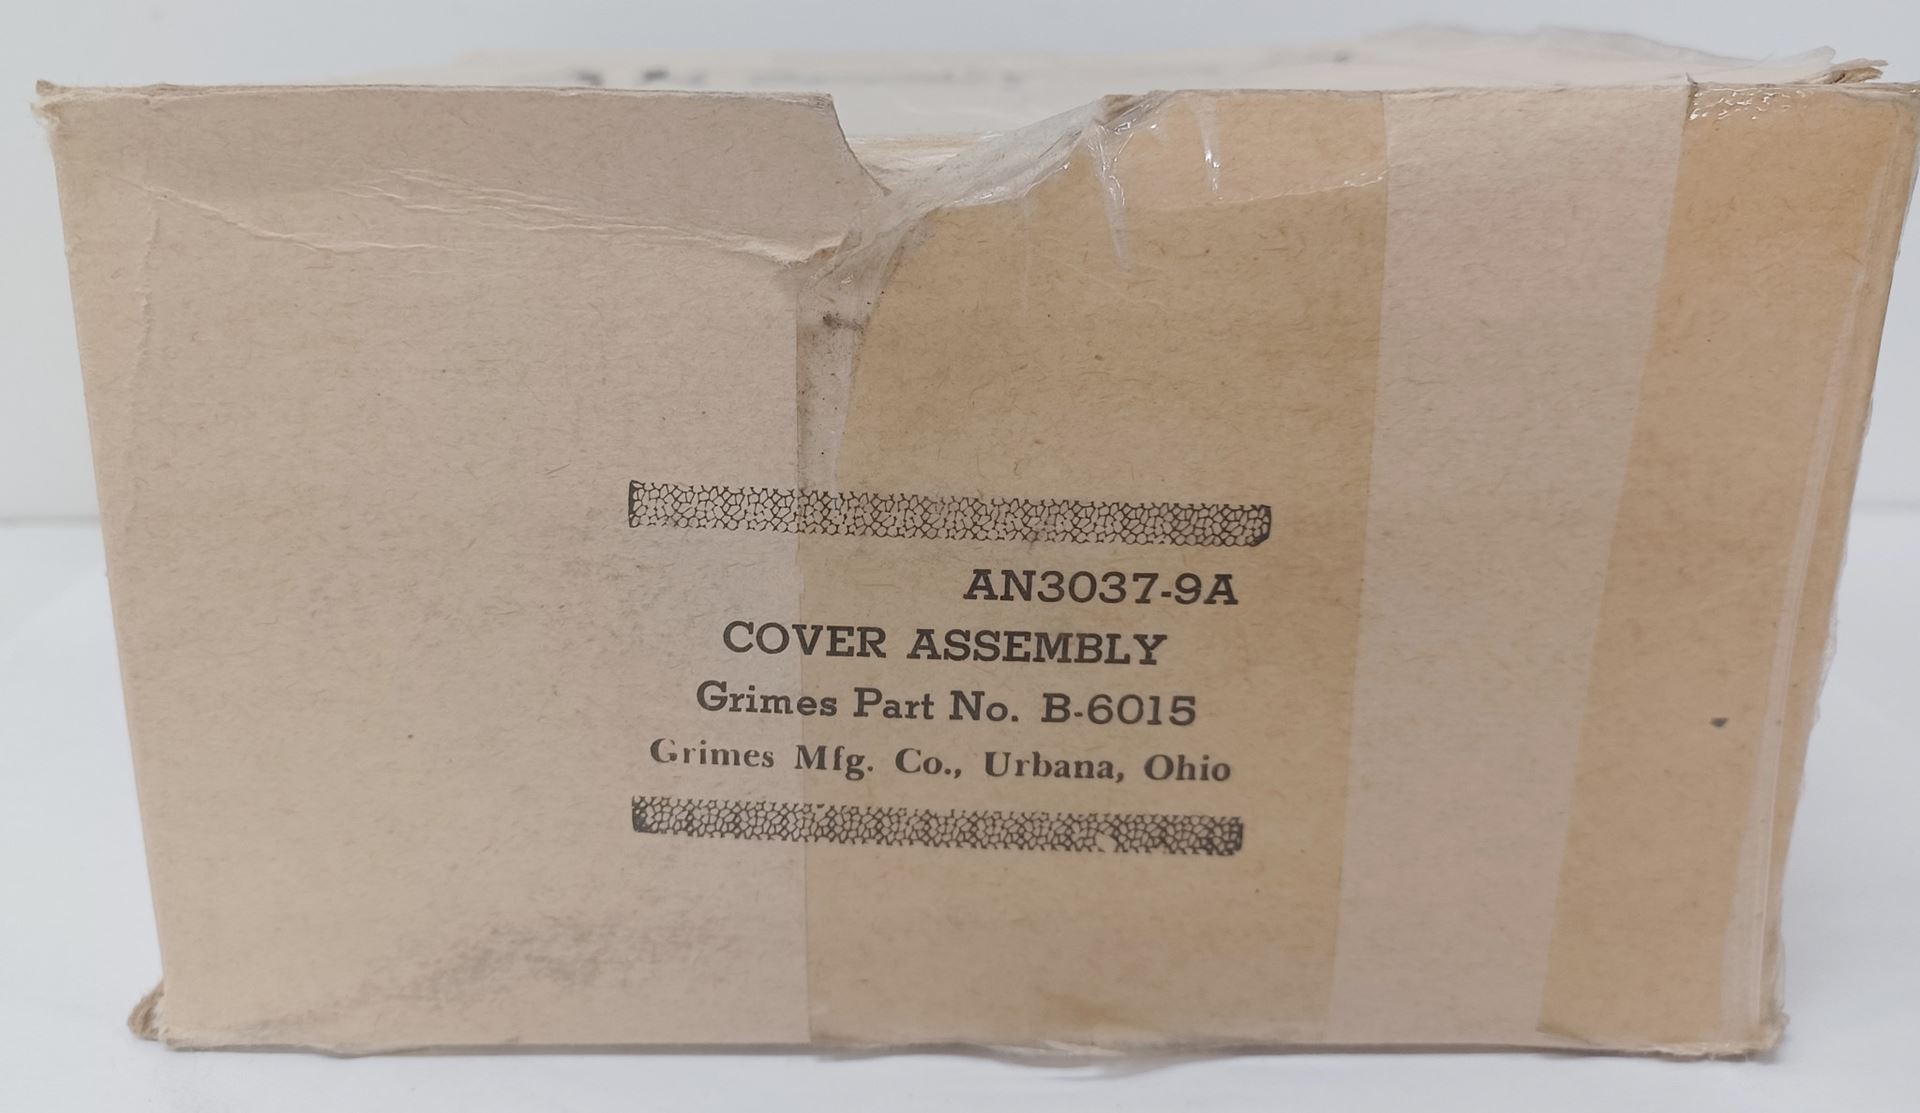 AN3037-9A
COVER ASSEMBLY
Grimes Part No. B-6015
Grimes Mfg. Co., Urbana, Ohio